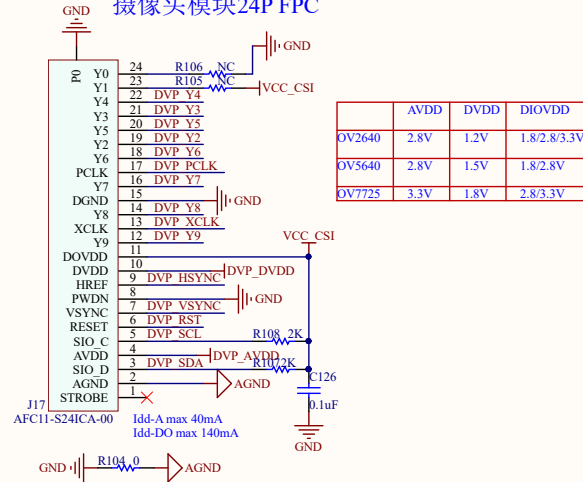 摄像头模块24P FPC
GND
P0
Y0 24 R106 NC GND
Y1 23 R105 NC VCC_CSI
Y4 22 DVP_Y4
Y3 21 DVP_Y3
Y5 20 DVP_Y5
Y2 19 DVP_Y2
Y6 18 DVP_Y6
PCLK 17 DVP_PCLK
Y7 16 DVP_Y7
DGND 15 GND
Y8 14 DVP_Y8
XCLK 13 DVP_XCLK
Y9 12 DVP_Y9
VCC_CSI
DOVDD 11
DVDD 10 DVP_DVDD
HREF 9 DVP_HSYNC
PWDN 8 GND
VSYNC 7 DVP_VSYNC
RESET 6 DVP_RST
SIO_C 5 DVP_SCL R108 2K
AVDD 4 DVP_AVDD
SIO_D 3 DVP_SDA R107 2K
AGND 2 AGND
STROBE 1
C126
0.1uF
GND
J17
AFC11-S24ICA-00
Idd-A max 40mA
Idd-DO max 140mA
GND R104 0 AGND
AVDD DVDD DIOVDD
OV2640 2.8V 1.2V 1.8/2.8/3.3V
OV5640 2.8V 1.5V 1.8/2.8V
OV7725 3.3V 1.8V 2.8/3.3V